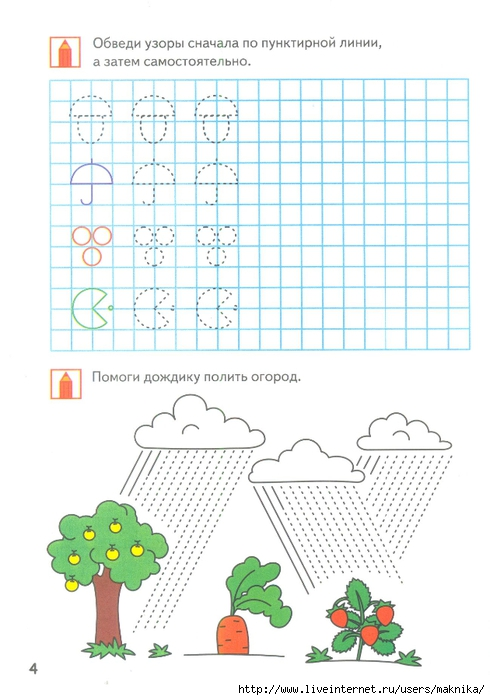 Обведи узоры сначала по пунктирной линии,
а затем самостоятельно.
Помоги дождику полить огород.
4
http://www.liveinternet.ru/users/maknika/